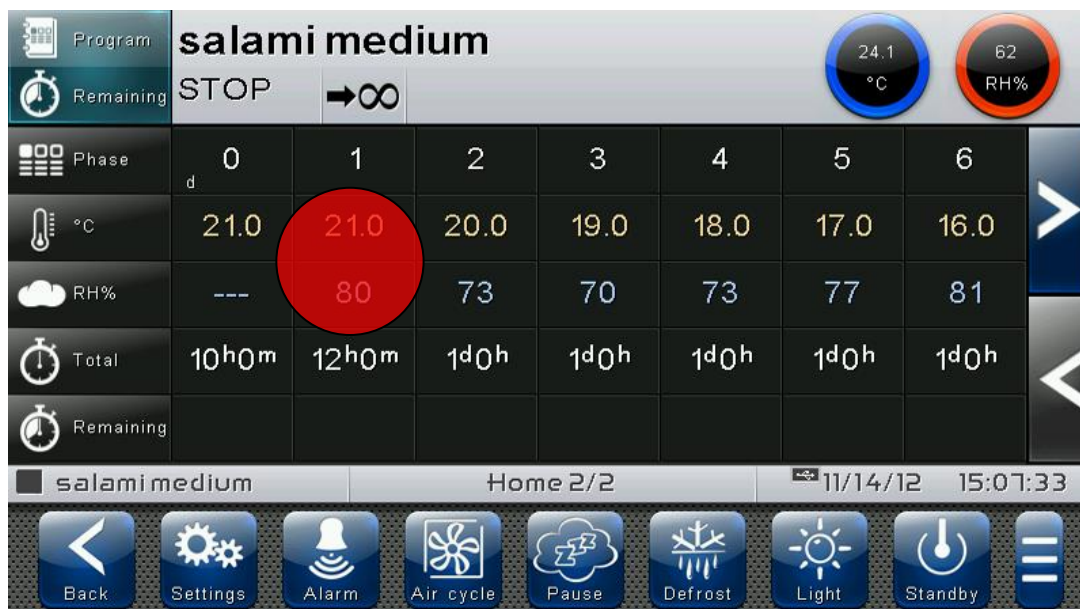 Program salami medium 24.1 °C 62 RH%
Remaining STOP
Phase 0 1 2 3 4 5 6
d
°C 21.0 21.0 20.0 19.0 18.0 17.0 16.0
RH% --- 80 73 70 73 77 81
Total 10h0m 12h0m 1d0h 1d0h 1d0h 1d0h 1d0h
Remaining
salami medium Home 2/2 11/14/12 15:07:33
Back Settings Alarm Air cycle Pause Defrost Light Standby